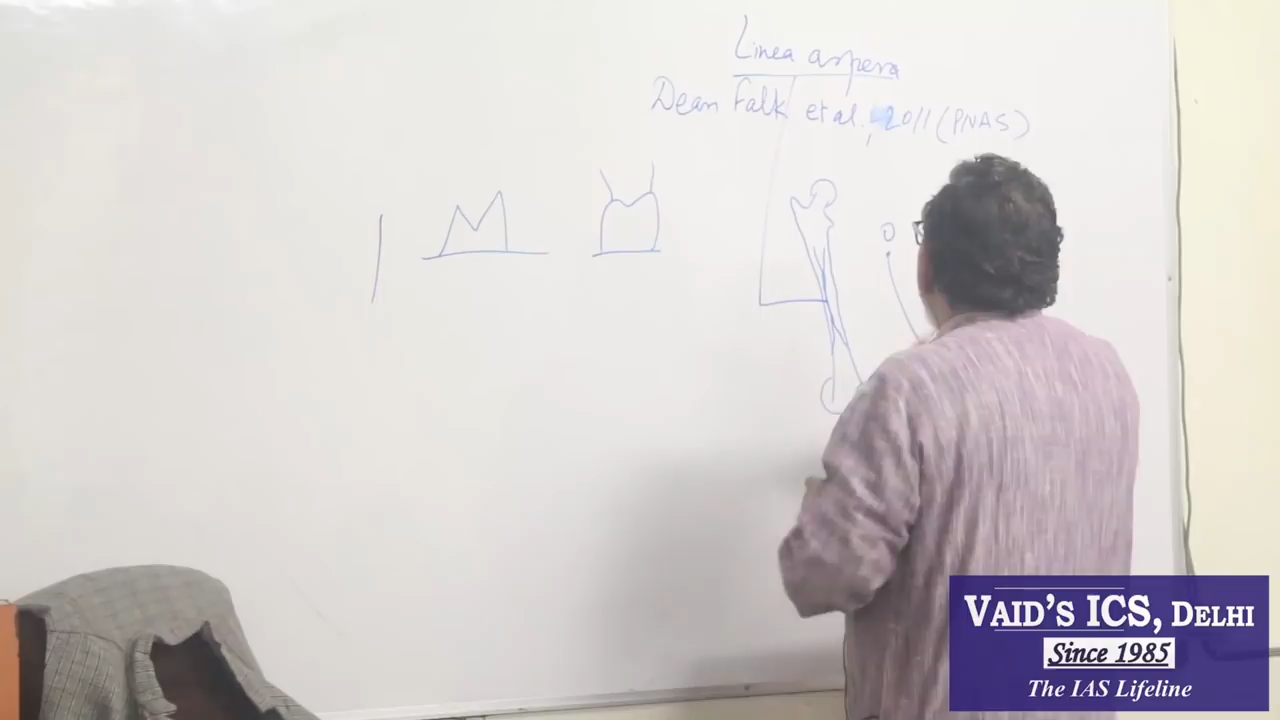 Linea aspera
Dean Falk et al., 2011 (PNAS)
VAID'S ICS, DELHI
Since 1985
The IAS Lifeline